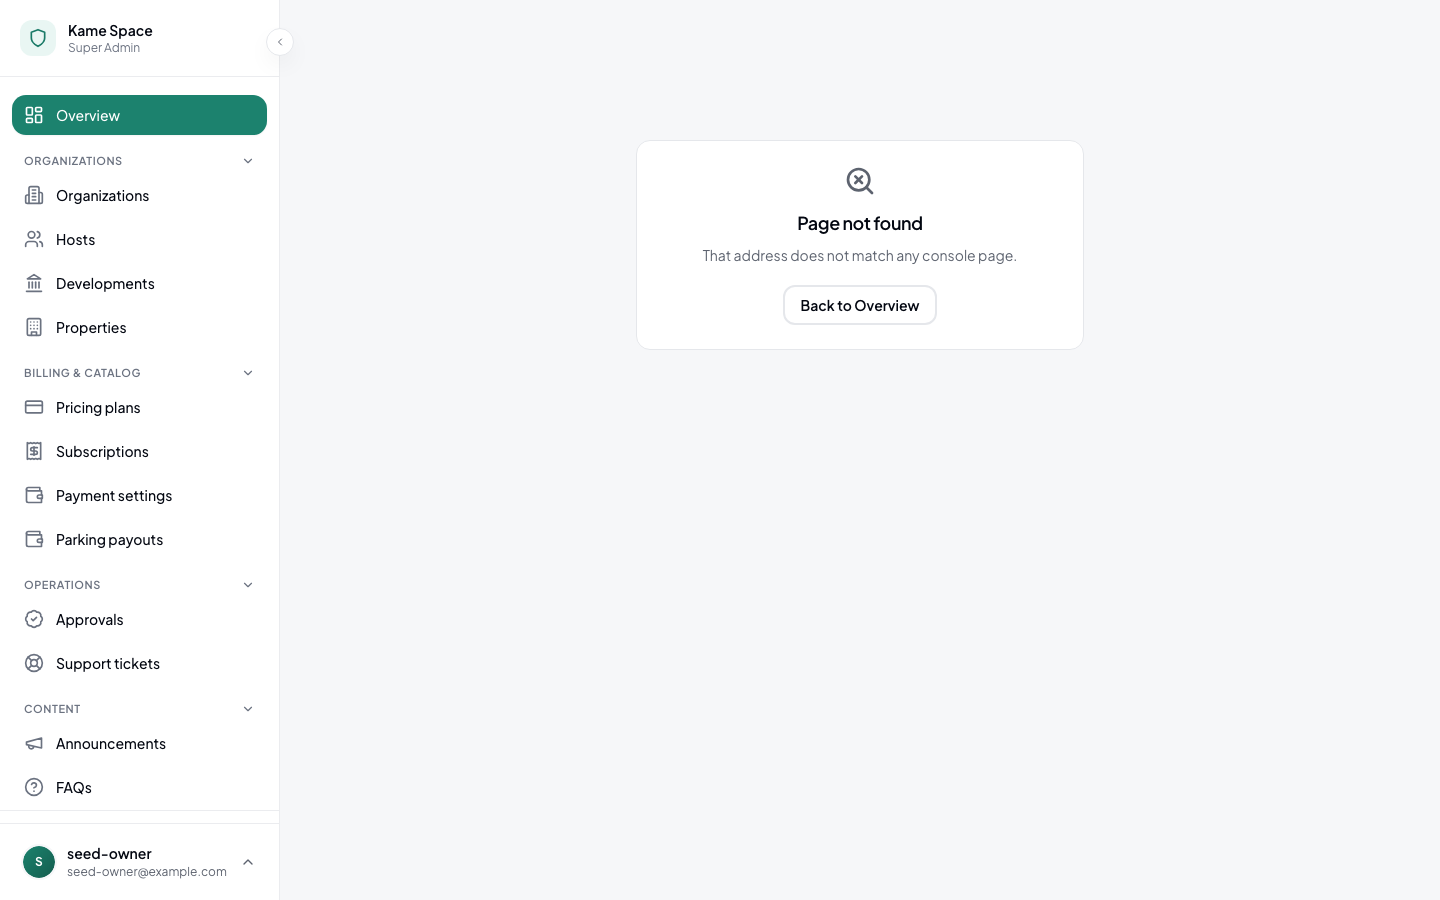 Kame Space
Super Admin
Overview
ORGANIZATIONS
Organizations
Hosts
Developments
Properties
BILLING & CATALOG
Pricing plans
Subscriptions
Payment settings
Parking payouts
OPERATIONS
Approvals
Support tickets
CONTENT
Announcements
FAQs
S
seed-owner
seed-owner@example.com
Page not found
That address does not match any console page.
Back to Overview